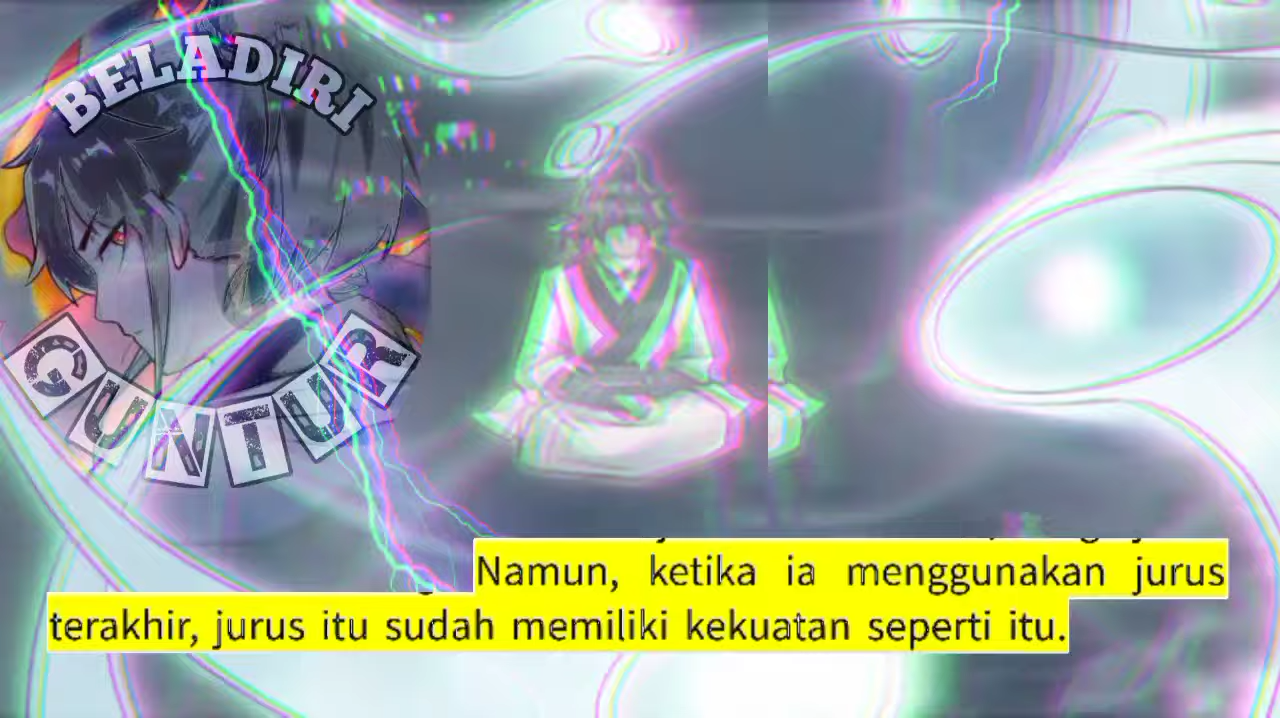 BELADIRI
GUNTUR
Namun, ketika ia menggunakan jurus
terakhir, jurus itu sudah memiliki kekuatan seperti itu.